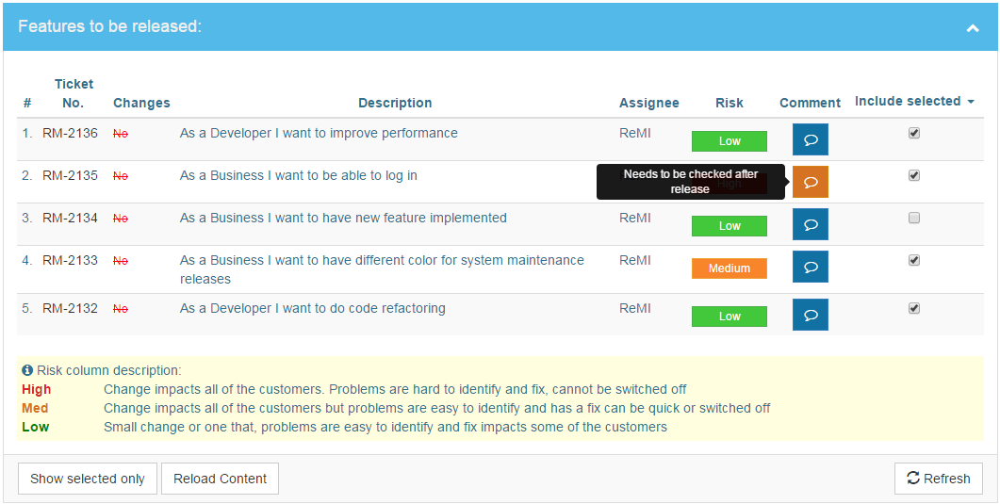 Features to be released:
Ticket
# No. Changes Description Assignee Risk Comment Include selected
1. RM-2136 No As a Developer I want to improve performance ReMI Low
2. RM-2135 No As a Business I want to be able to log in High
Needs to be checked after
release
3. RM-2134 No As a Business I want to have new feature implemented ReMI Low
4. RM-2133 No As a Business I want to have different color for system maintenance ReMI Medium
releases
5. RM-2132 No As a Developer I want to do code refactoring ReMI Low
Risk column description:
High Change impacts all of the customers. Problems are hard to identify and fix, cannot be switched off
Med Change impacts all of the customers but problems are easy to identify and has a fix can be quick or switched off
Low Small change or one that, problems are easy to identify and fix impacts some of the customers
Show selected only Reload Content Refresh